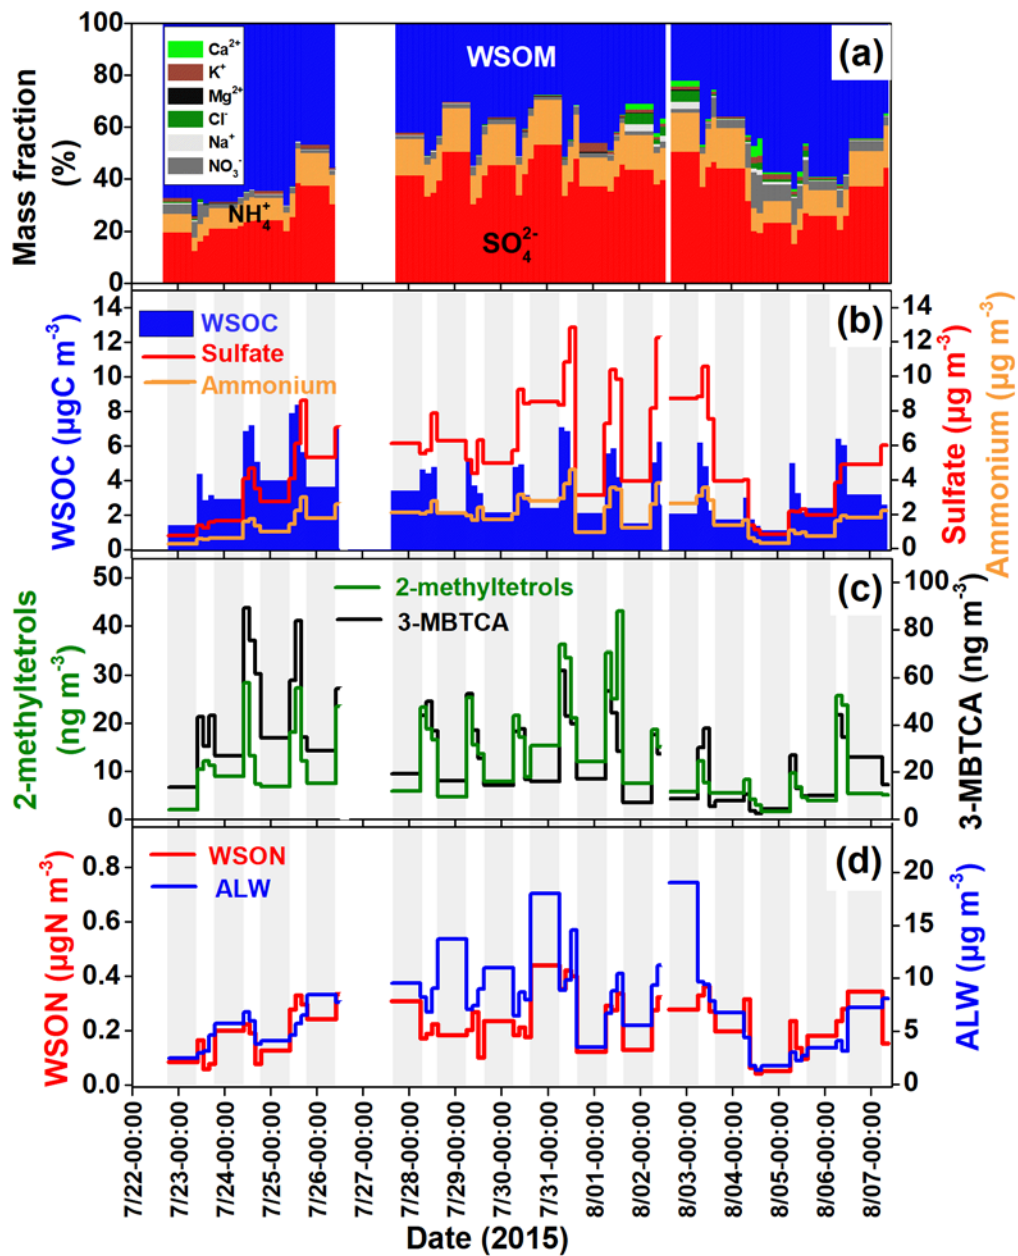 100
80
60
40
20
0
Mass fraction
(%)
Ca²⁺
K⁺
Mg²⁺
Cl⁻
Na⁺
NO₃⁻
WSOM
(a)
NH₄⁺
SO₄²⁻
14
12
10
8
6
4
2
0
WSOC (µgC m⁻³)
WSOC
Sulfate
Ammonium
(b)
14
12
10
8
6
4
2
0
Sulfate (µg m⁻³)
Ammonium (µg m⁻³)
50
40
30
20
10
0
2-methyltetrols
(ng m⁻³)
2-methyltetrols
3-MBTCA
(c)
100
80
60
40
20
0
3-MBTCA (ng m⁻³)
0.8
0.6
0.4
0.2
0.0
WSON (µgN m⁻³)
WSON
ALW
(d)
20
15
10
5
0
ALW (µg m⁻³)
7/22-00:00
7/23-00:00
7/24-00:00
7/25-00:00
7/26-00:00
7/27-00:00
7/28-00:00
7/29-00:00
7/30-00:00
7/31-00:00
8/01-00:00
8/02-00:00
8/03-00:00
8/04-00:00
8/05-00:00
8/06-00:00
8/07-00:00
Date (2015)